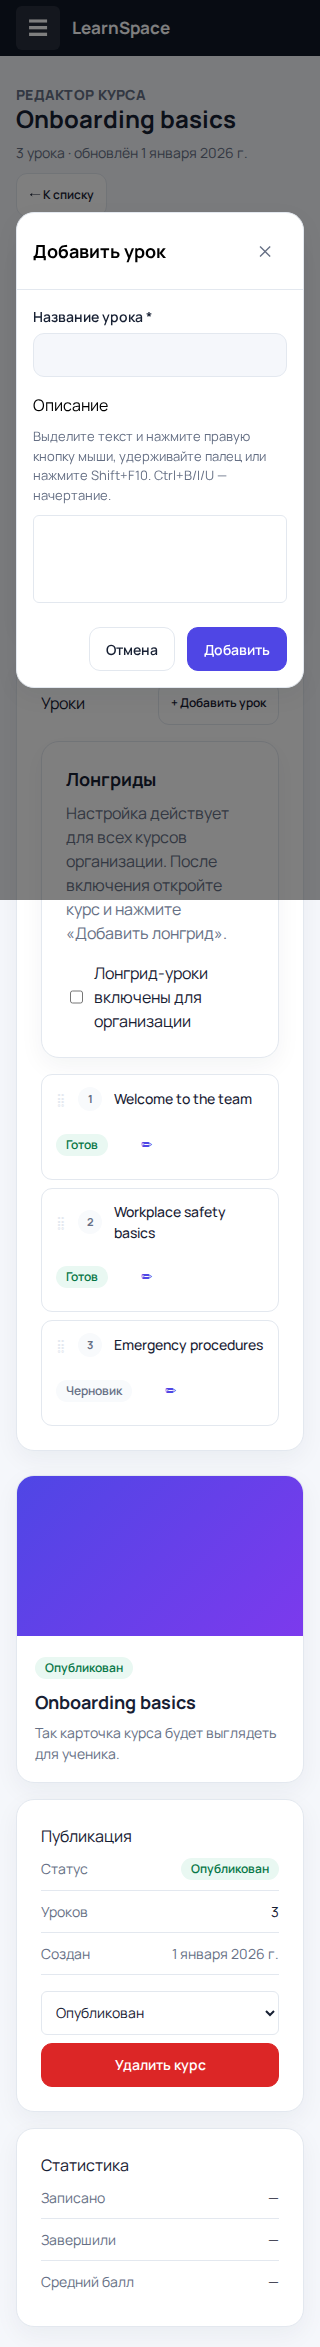 ☰ LearnSpace
РЕДАКТОР КУРСА
Onboarding basics
3 урока · обновлён 1 января 2026 г.
← К списку
Добавить урок ×
Название урока *
Описание
Выделите текст и нажмите правую
кнопку мыши, удерживайте палец или
нажмите Shift+F10. Ctrl+B/I/U —
начертание.
Отмена Добавить
Уроки + Добавить урок
Лонгриды
Настройка действует
для всех курсов
организации. После
включения откройте
курс и нажмите
«Добавить лонгрид».
Лонгрид-уроки
включены для
организации
1 Welcome to the team
Готов ✏
2 Workplace safety
basics
Готов ✏
3 Emergency procedures
Черновик ✏
Опубликован
Onboarding basics
Так карточка курса будет выглядеть
для ученика.
Публикация
Статус Опубликован
Уроков 3
Создан 1 января 2026 г.
Опубликован
Удалить курс
Статистика
Записано —
Завершили —
Средний балл —